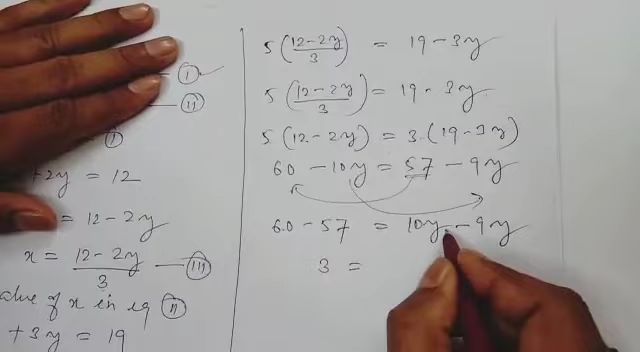 — (I)
— (II)
(I)
+2y = 12
= 12 - 2y
x = 12 - 2y / 3 — (III)
value of x in eq (II)
+ 3y = 19
5 (12 - 2y / 3) = 19 - 3y
5 (12 - 2y / 3) = 19 - 3y
5 (12 - 2y) = 3 (19 - 3y)
60 - 10y = 57 - 9y
60 - 57 = 10y - 9y
3 =